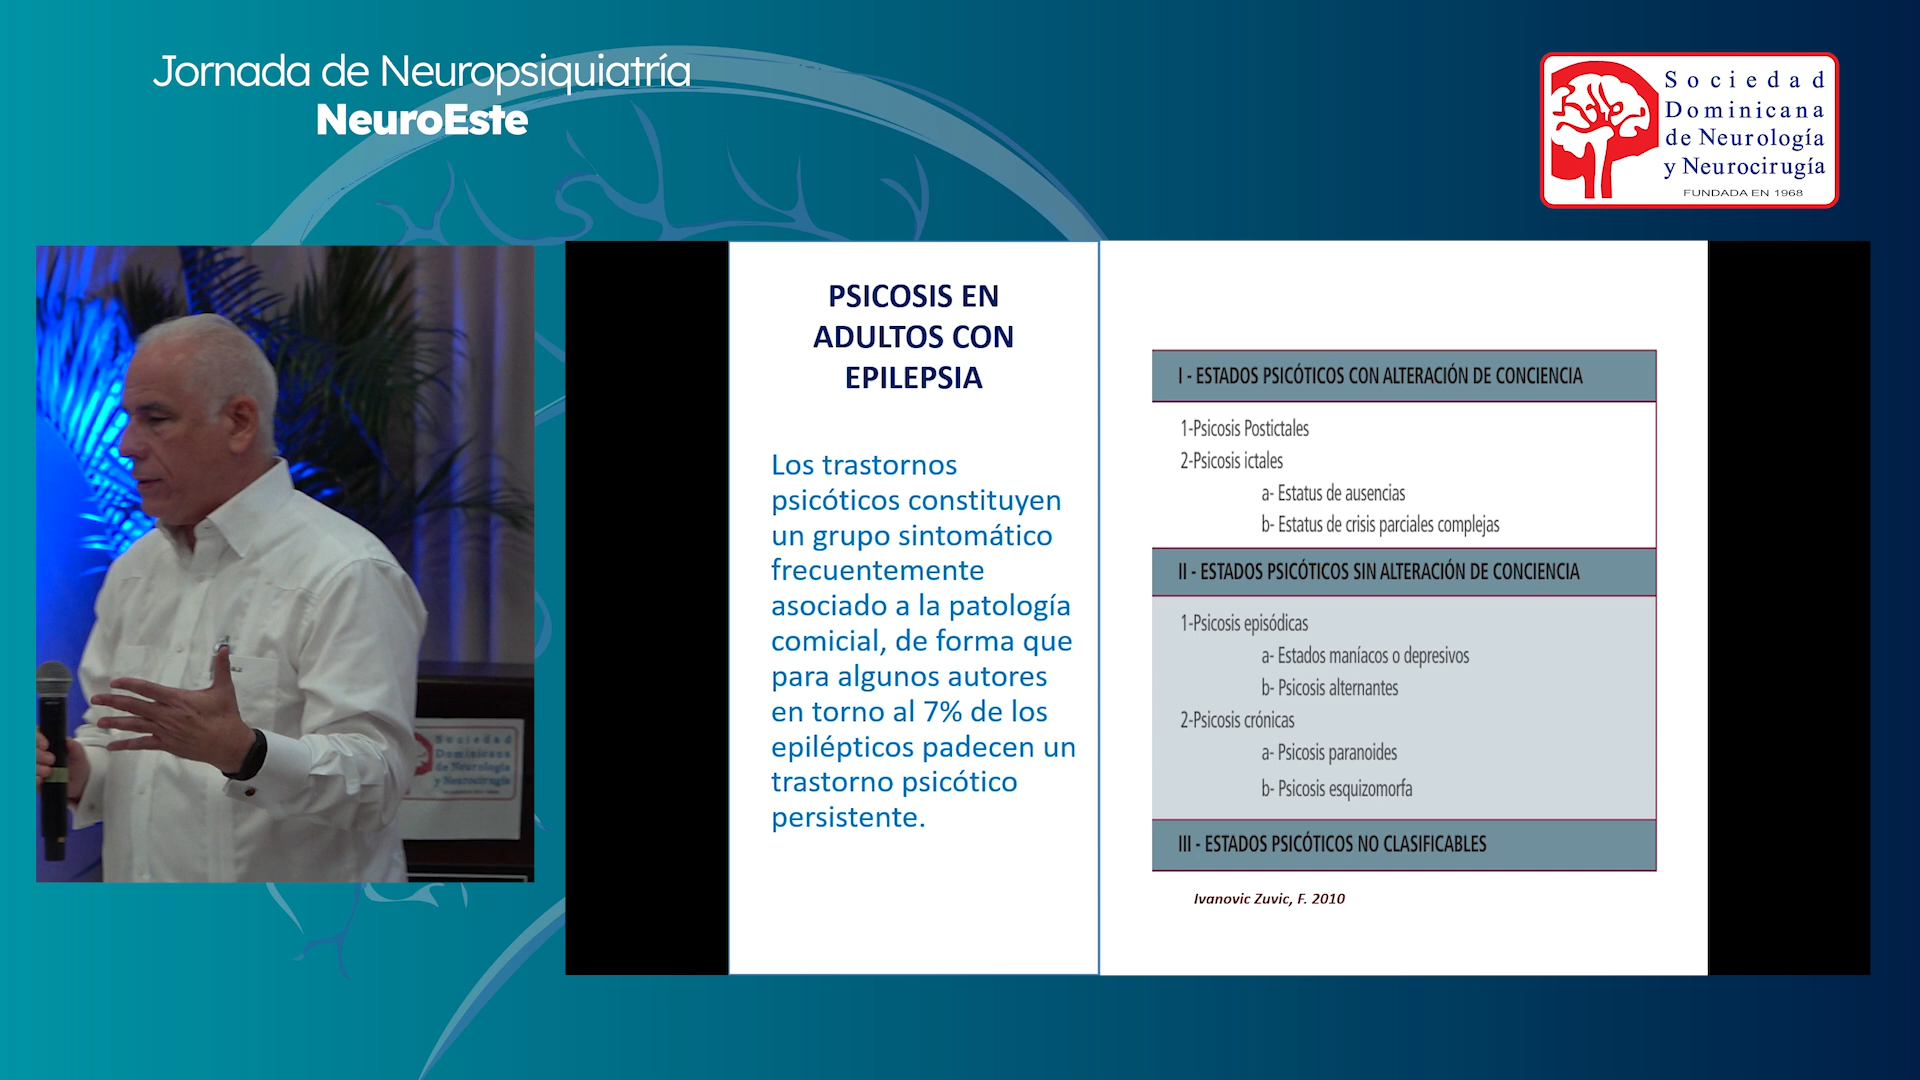 Jornada de Neuropsiquiatría
NeuroEste
Sociedad
Dominicana
de Neurología
y Neurocirugía
FUNDADA EN 1968
PSICOSIS EN
ADULTOS CON
EPILEPSIA
Los trastornos
psicóticos constituyen
un grupo sintomático
frecuentemente
asociado a la patología
comicial, de forma que
para algunos autores
en torno al 7% de los
epilépticos padecen un
trastorno psicótico
persistente.
I - ESTADOS PSICÓTICOS CON ALTERACIÓN DE CONCIENCIA
1-Psicosis Postictales
2-Psicosis ictales
a- Estatus de ausencias
b- Estatus de crisis parciales complejas
II - ESTADOS PSICÓTICOS SIN ALTERACIÓN DE CONCIENCIA
1-Psicosis episódicas
a- Estados maníacos o depresivos
b- Psicosis alternantes
2-Psicosis crónicas
a- Psicosis paranoides
b- Psicosis esquizomorfa
III - ESTADOS PSICÓTICOS NO CLASIFICABLES
Ivanovic Zuvic, F. 2010
Sociedad
Dominicana
de Neurología
y Neurocirugía